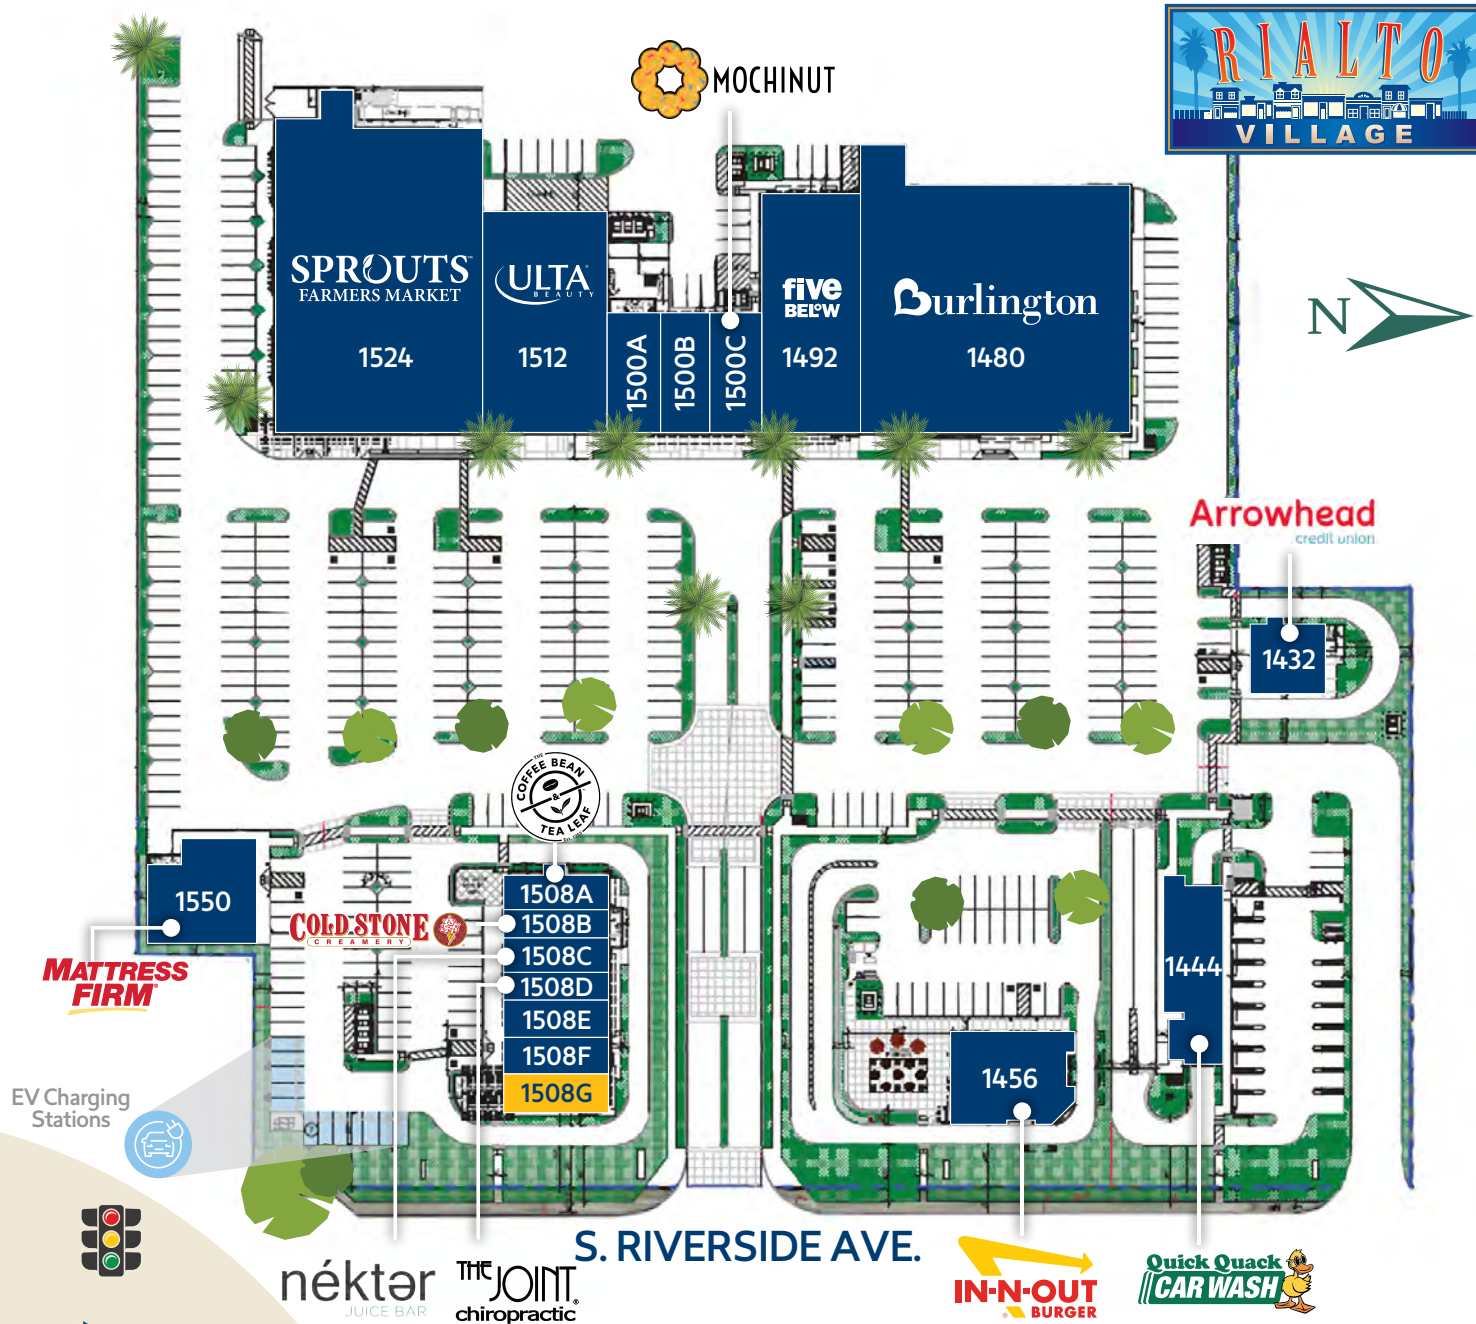 RIALTO
VILLAGE
MOCHINUT
SPROUTS
FARMERS MARKET
1524
ULTA
BEAUTY
1512
1500A
1500B
1500C
five
BELOW
1492
Burlington
1480
N
Arrowhead
credit union
1432
THE
COFFEE BEAN
&
TEA LEAF
1550
MATTRESS
FIRM
COLD STONE
CREAMERY
1508A
1508B
1508C
1508D
1508E
1508F
1508G
1444
1456
EV Charging
Stations
néktər
JUICE BAR
THE JOINT
chiropractic
S. RIVERSIDE AVE.
IN-N-OUT
BURGER
Quick Quack
CAR WASH